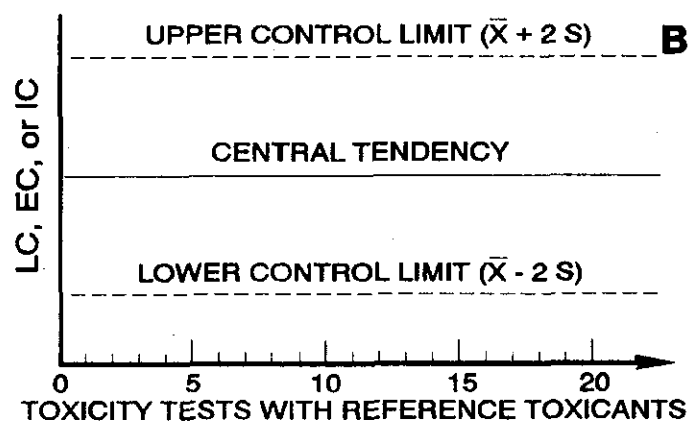 UPPER CONTROL LIMIT (X̄ + 2 S)
B
CENTRAL TENDENCY
LOWER CONTROL LIMIT (X̄ - 2 S)
LC, EC, or IC
0 5 10 15 20
TOXICITY TESTS WITH REFERENCE TOXICANTS